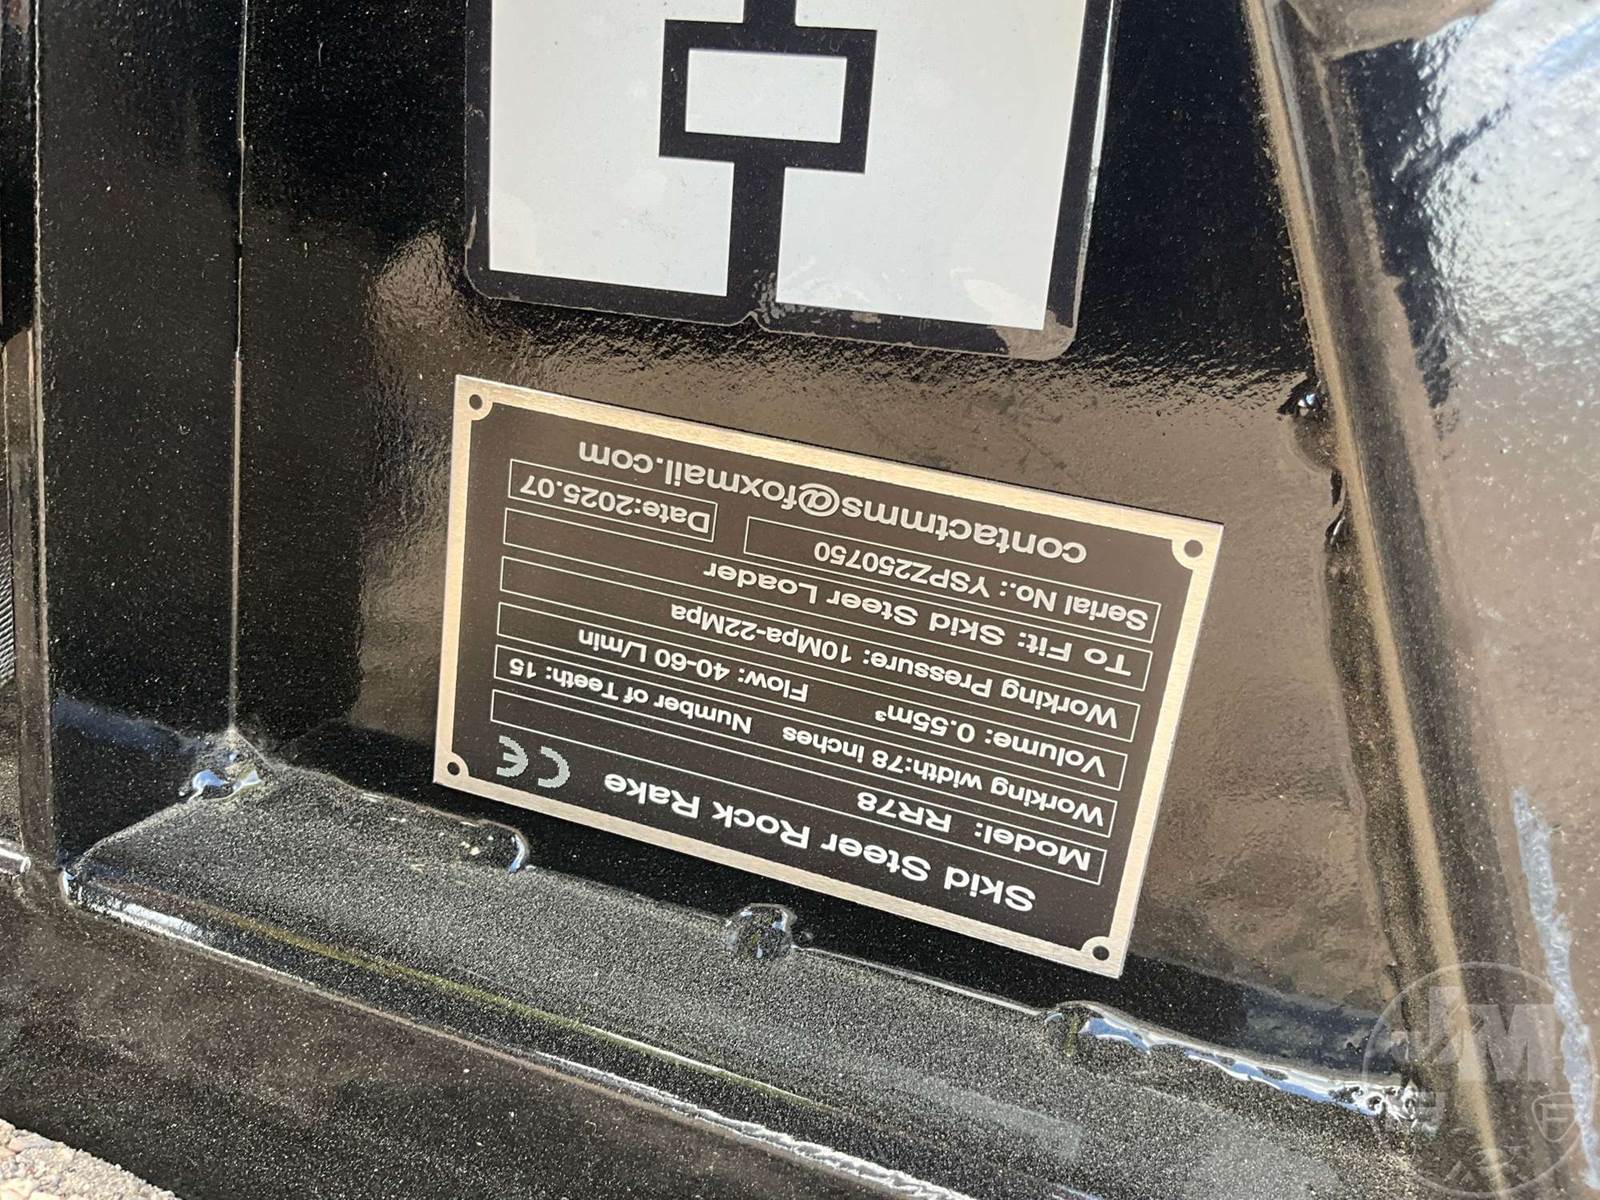 Skid Steer Rock Rake CE
Model: RR78
Working width:78 inches Number of Teeth: 15
Volume: 0.55m³ Flow: 40-60 L/min
Working Pressure: 10Mpa-22Mpa
To Fit: Skid Steer Loader
Serial No.: YSPZ250750 Date:2025.07
contactmms@foxmail.com